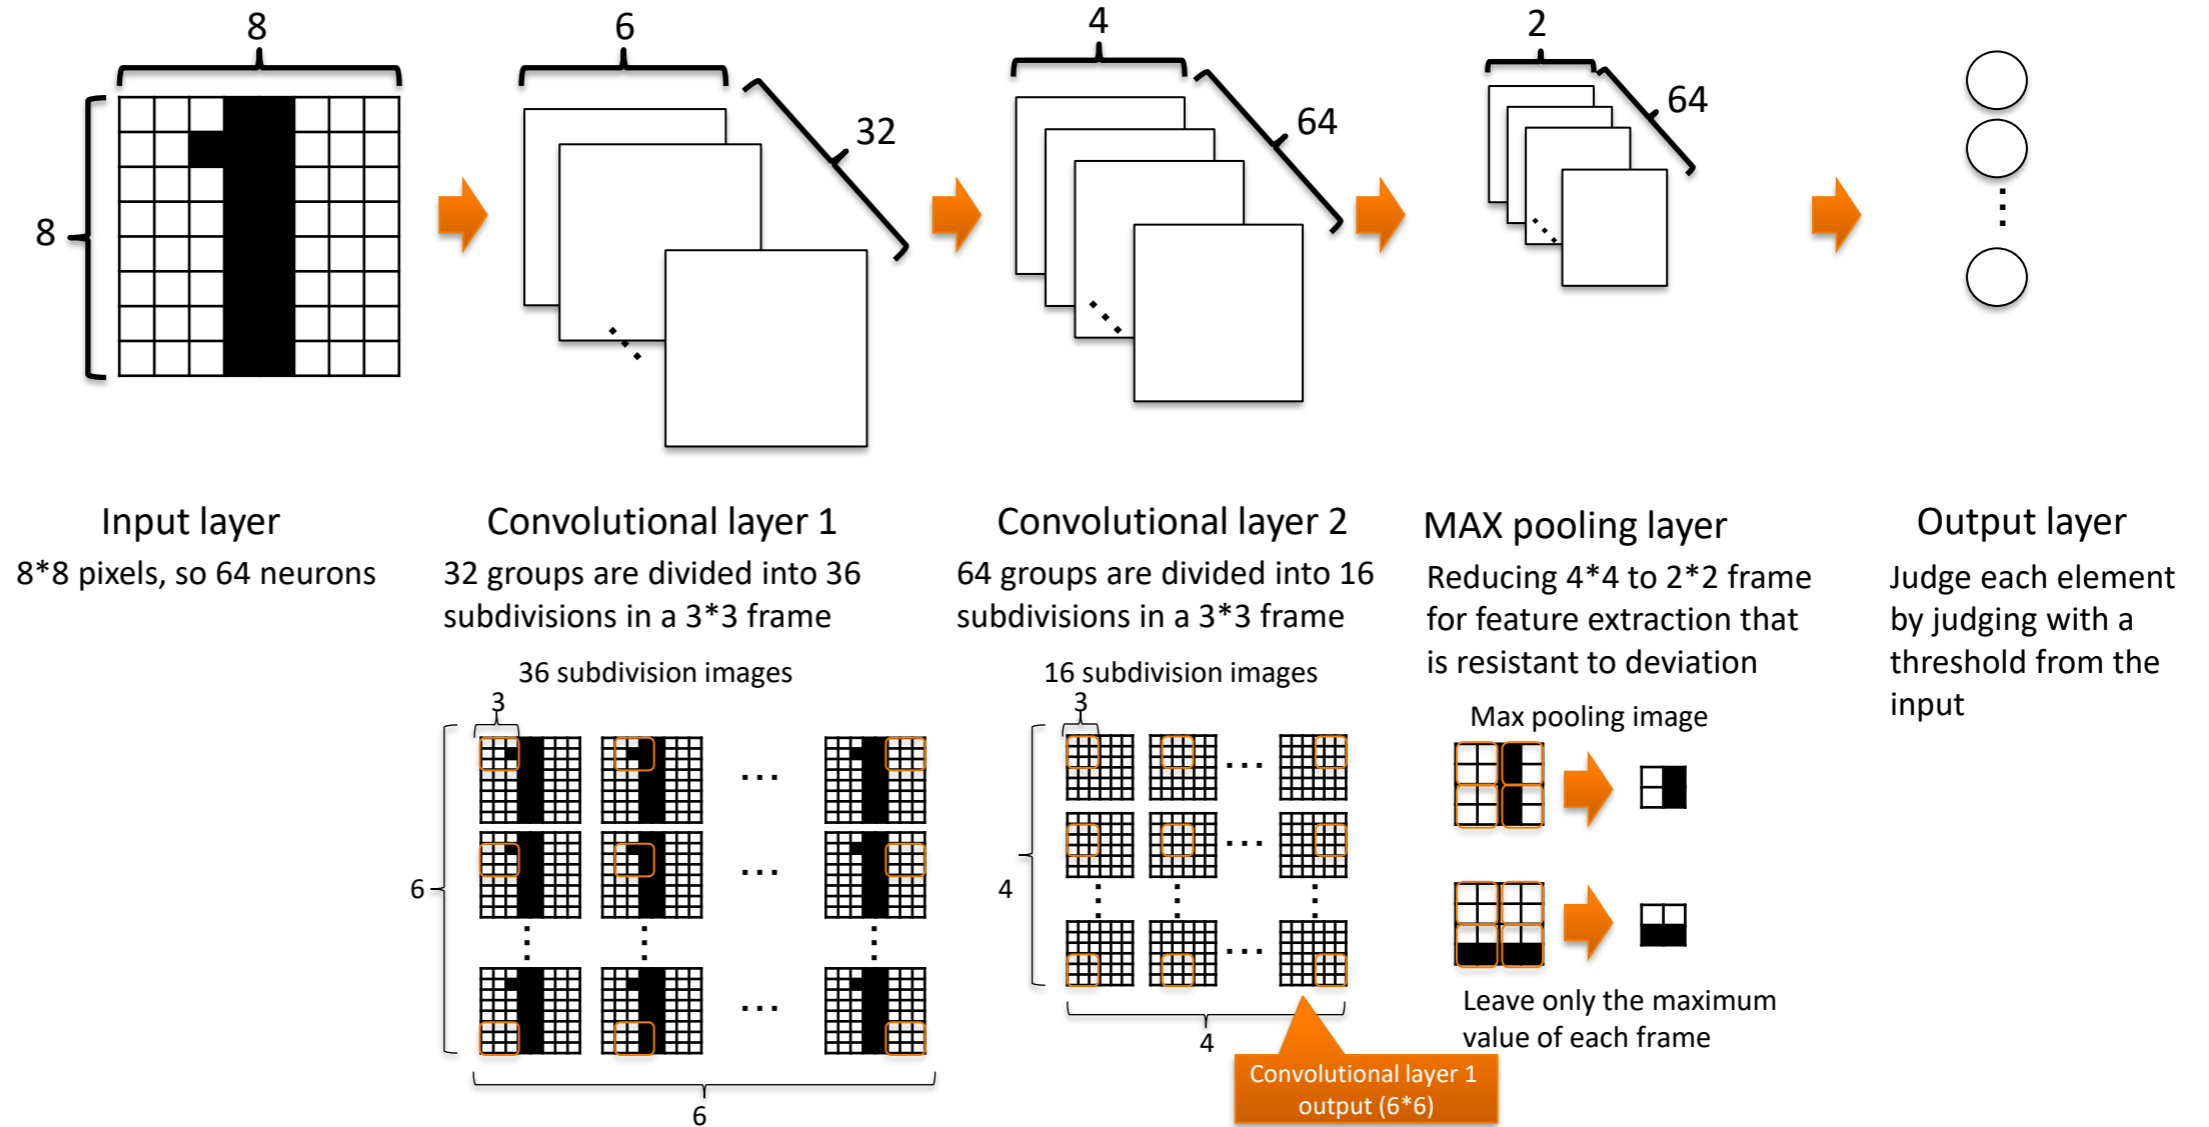 8
8
6
32
4
64
2
64
Input layer
8*8 pixels, so 64 neurons
Convolutional layer 1
32 groups are divided into 36
subdivisions in a 3*3 frame
36 subdivision images
3
6
6
Convolutional layer 2
64 groups are divided into 16
subdivisions in a 3*3 frame
16 subdivision images
3
4
4
Convolutional layer 1
output (6*6)
MAX pooling layer
Reducing 4*4 to 2*2 frame
for feature extraction that
is resistant to deviation
Max pooling image
Leave only the maximum
value of each frame
Output layer
Judge each element
by judging with a
threshold from the
input